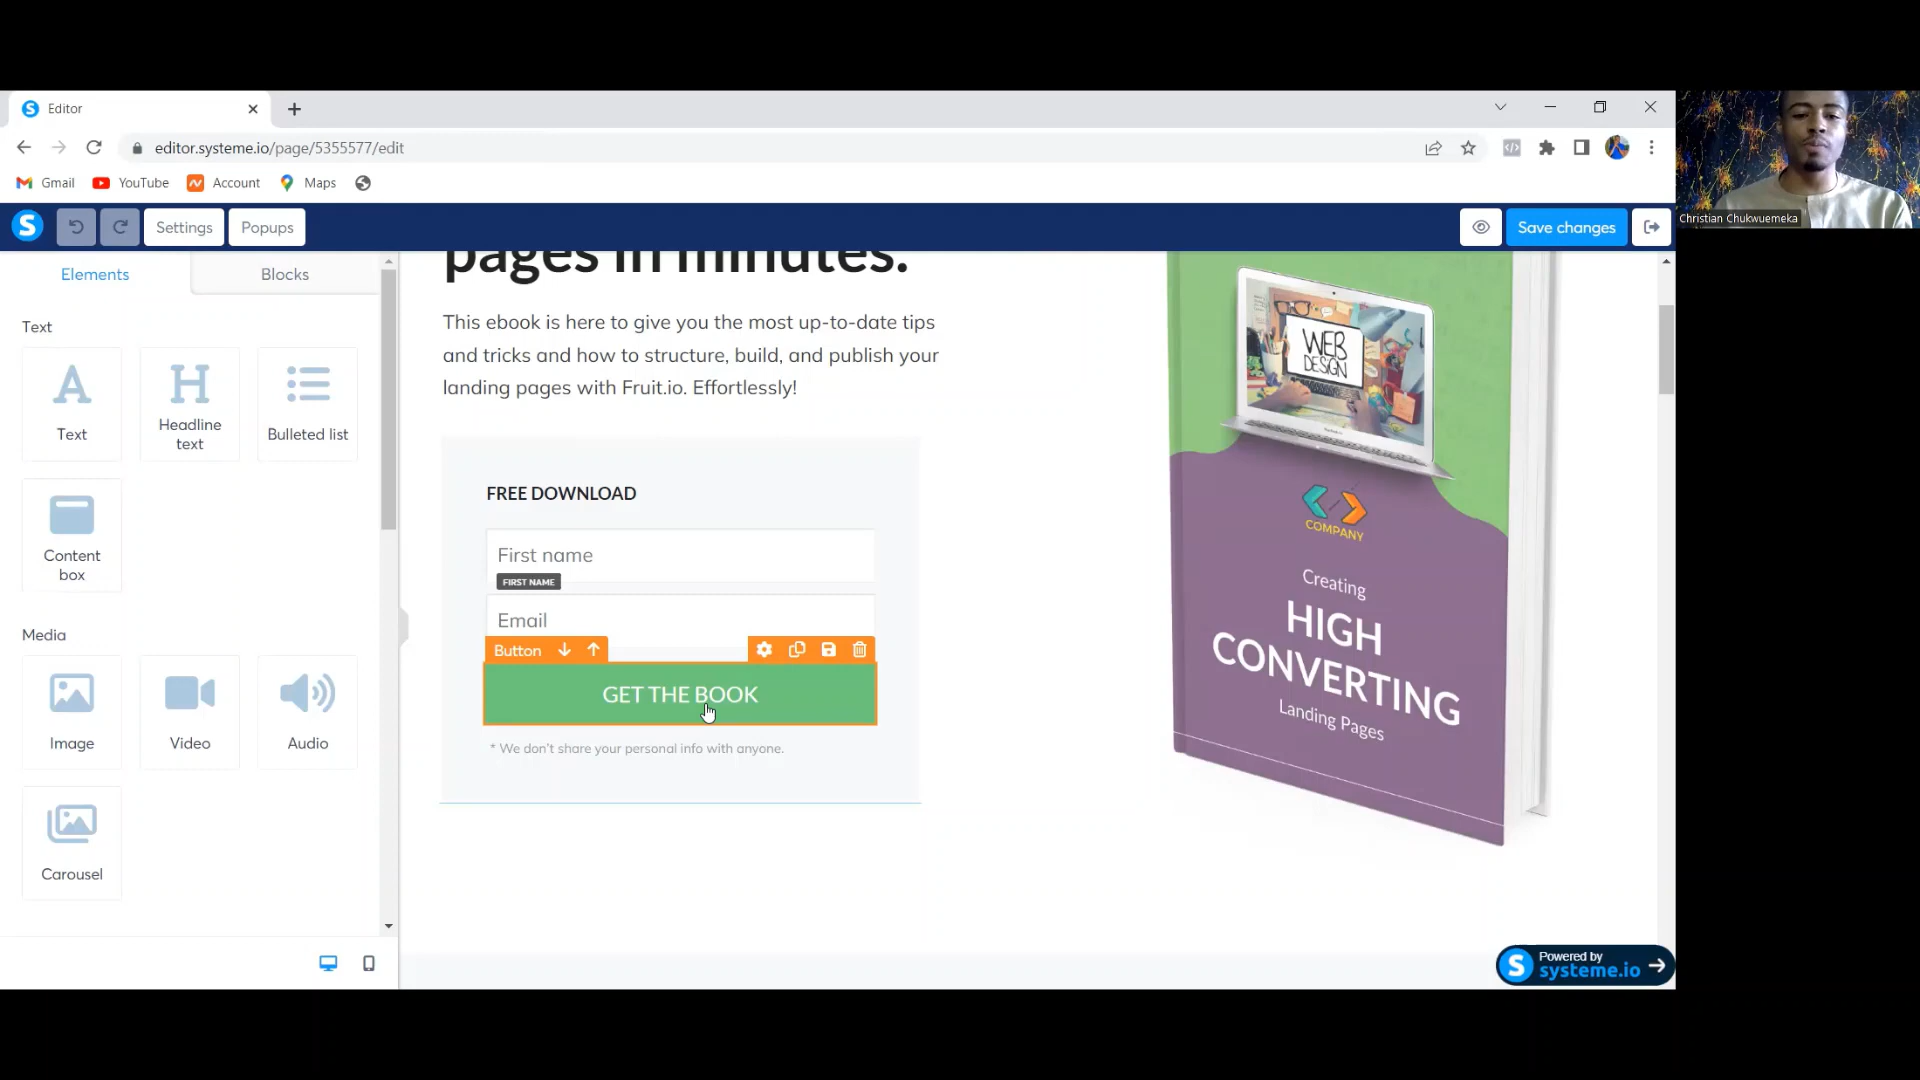 Editor
editor.systeme.io/page/5355577/edit
Gmail
YouTube
Account
Maps
S
Settings
Popups
Save changes
Christian Chukwuemeka
Elements
Blocks
Text
Text
Headline
text
Bulleted list
Content
box
Media
Image
Video
Audio
Carousel
pages in minutes.
This ebook is here to give you the most up-to-date tips
and tricks and how to structure, build, and publish your
landing pages with Fruit.io. Effortlessly!
FREE DOWNLOAD
First name
FIRST NAME
Email
Button
GET THE BOOK
* We don't share your personal info with anyone.
WEB
DESIGN
COMPANY
Creating
HIGH
CONVERTING
Landing Pages
S
Powered by
systeme.io